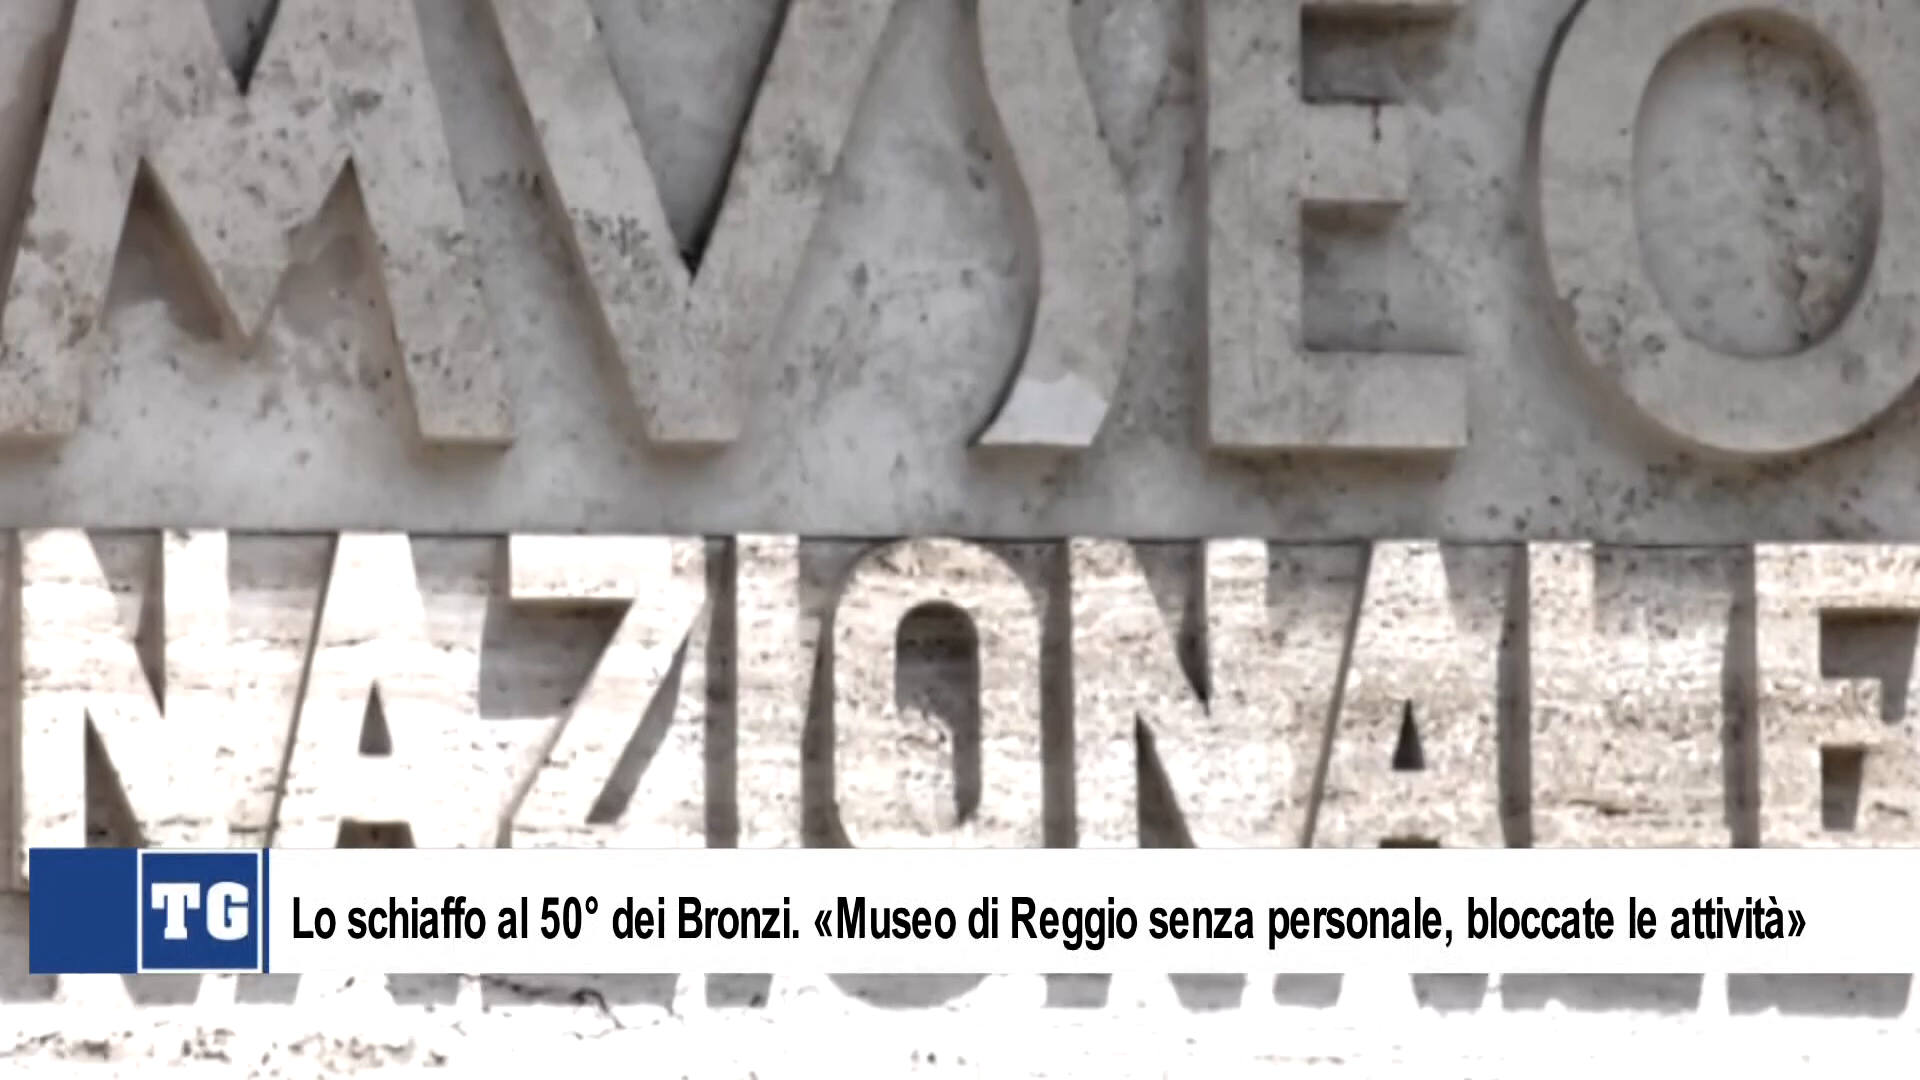 MVSEO
NAZIONALE
TG
Lo schiaffo al 50° dei Bronzi. «Museo di Reggio senza personale, bloccate le attività»